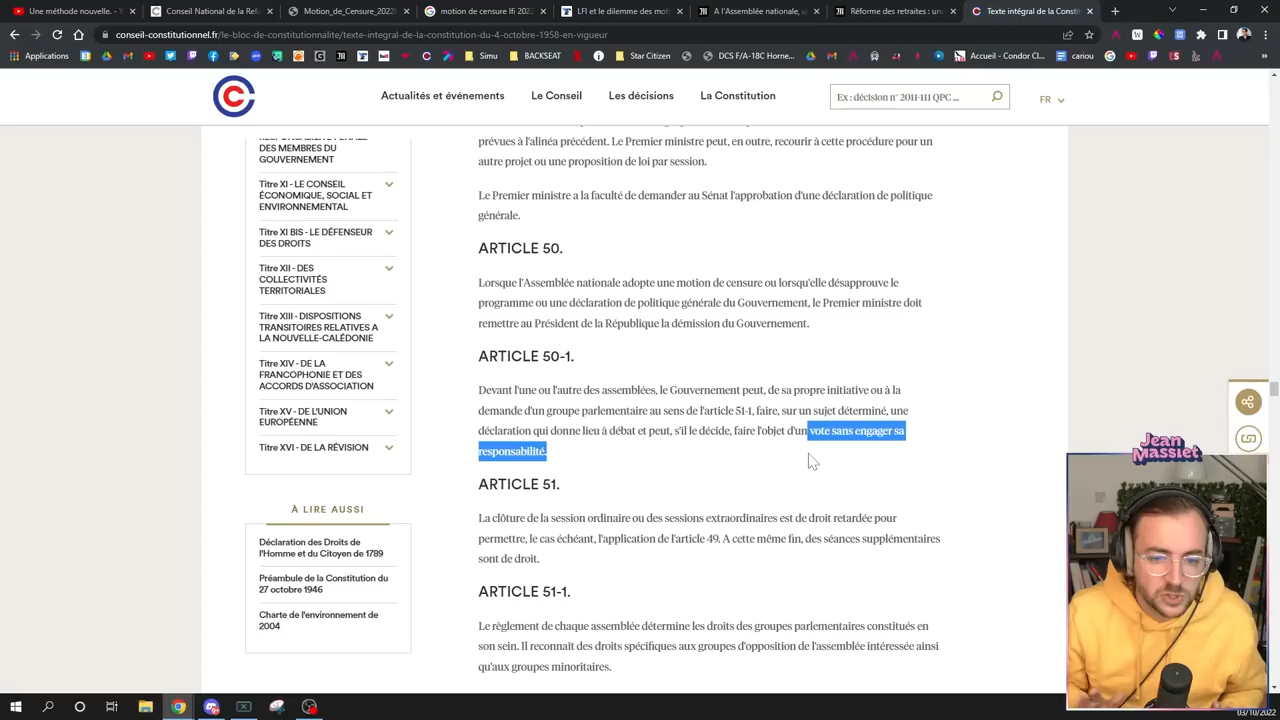 Une méthode nouvelle - Y
Conseil National de la Ref
Motion_de_Censure_2022
motion de censure lfi 202
LFI et le dilemme des mot
A l'Assemblée nationale, u
Réforme des retraites : un
Texte intégral de la Const
conseil-constitutionnel.fr/le-bloc-de-constitutionnalite/texte-integral-de-la-constitution-du-4-octobre-1958-en-vigueur
Applications
Simu
BACKSEAT
Star Citizen
DCS F/A-18C Horne...
Accueil - Condor Cl...
cariou
Actualités et événements
Le Conseil
Les décisions
La Constitution
Ex : décision n° 2011-111 QPC ...
FR
DES MEMBRES DU
GOUVERNEMENT
Titre XI - LE CONSEIL
ÉCONOMIQUE, SOCIAL ET
ENVIRONNEMENTAL
Titre XI BIS - LE DÉFENSEUR
DES DROITS
Titre XII - DES
COLLECTIVITÉS
TERRITORIALES
Titre XIII - DISPOSITIONS
TRANSITOIRES RELATIVES A
LA NOUVELLE-CALÉDONIE
Titre XIV - DE LA
FRANCOPHONIE ET DES
ACCORDS D'ASSOCIATION
Titre XV - DE L'UNION
EUROPÉENNE
Titre XVI - DE LA RÉVISION
À LIRE AUSSI
Déclaration des Droits de
l'Homme et du Citoyen de 1789
Préambule de la Constitution du
27 octobre 1946
Charte de l'environnement de
2004
prévues à l'alinéa précédent. Le Premier ministre peut, en outre, recourir à cette procédure pour un
autre projet ou une proposition de loi par session.
Le Premier ministre a la faculté de demander au Sénat l'approbation d'une déclaration de politique
générale.
ARTICLE 50.
Lorsque l'Assemblée nationale adopte une motion de censure ou lorsqu'elle désapprouve le
programme ou une déclaration de politique générale du Gouvernement, le Premier ministre doit
remettre au Président de la République la démission du Gouvernement.
ARTICLE 50-1.
Devant l'une ou l'autre des assemblées, le Gouvernement peut, de sa propre initiative ou à la
demande d'un groupe parlementaire au sens de l'article 51-1, faire, sur un sujet déterminé, une
déclaration qui donne lieu à débat et peut, s'il le décide, faire l'objet d'un vote sans engager sa
responsabilité.
ARTICLE 51.
La clôture de la session ordinaire ou des sessions extraordinaires est de droit retardée pour
permettre, le cas échéant, l'application de l'article 49. A cette même fin, des séances supplémentaires
sont de droit.
ARTICLE 51-1.
Le règlement de chaque assemblée détermine les droits des groupes parlementaires constitués en
son sein. Il reconnaît des droits spécifiques aux groupes d'opposition de l'assemblée intéressée ainsi
qu'aux groupes minoritaires.
Jean
Massiet
03/10/2022